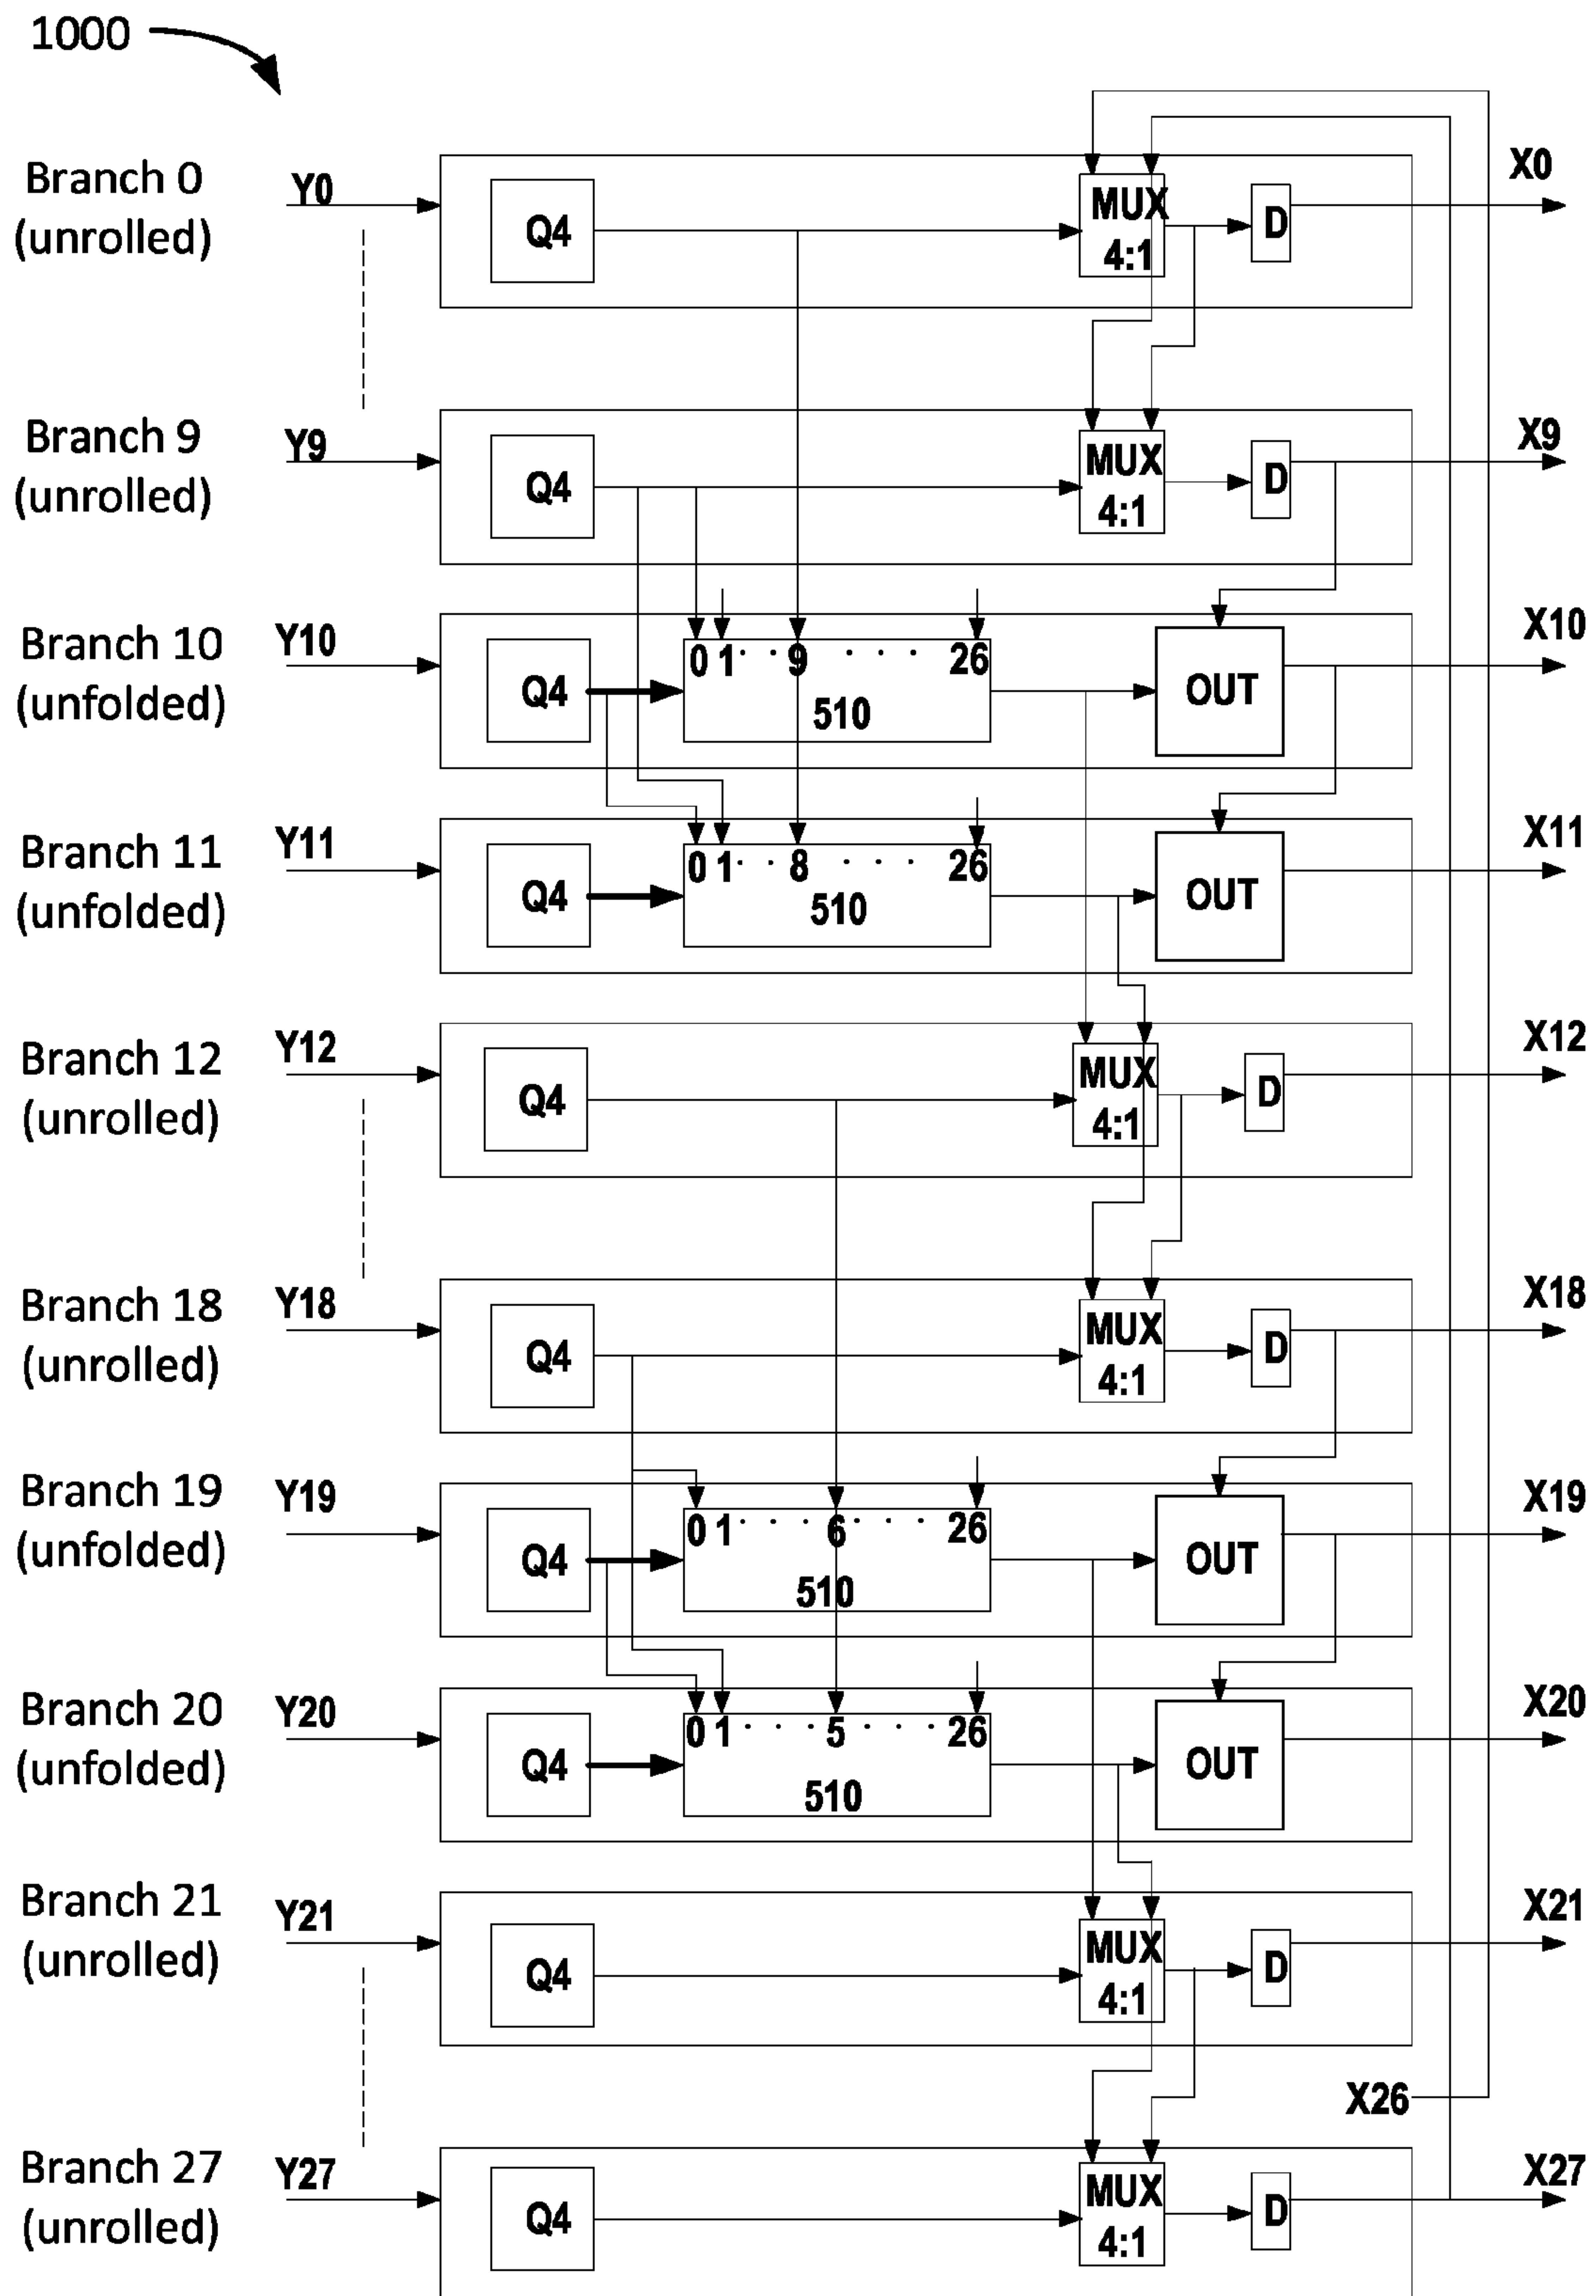 1000
Branch 0
(unrolled)
Y0
Q4
MUX
4:1
D
X0
Branch 9
(unrolled)
Y9
Q4
MUX
4:1
D
X9
Branch 10
(unfolded)
Y10
Q4
0 1 · · 9 · · · 26
510
OUT
X10
Branch 11
(unfolded)
Y11
Q4
0 1 · · 8 · · · 26
510
OUT
X11
Branch 12
(unrolled)
Y12
Q4
MUX
4:1
D
X12
Branch 18
(unrolled)
Y18
Q4
MUX
4:1
D
X18
Branch 19
(unfolded)
Y19
Q4
0 1 · · · 6 · · · 26
510
OUT
X19
Branch 20
(unfolded)
Y20
Q4
0 1 · · · 5 · · · · 26
510
OUT
X20
Branch 21
(unrolled)
Y21
Q4
MUX
4:1
D
X21
X26
Branch 27
(unrolled)
Y27
Q4
MUX
4:1
D
X27